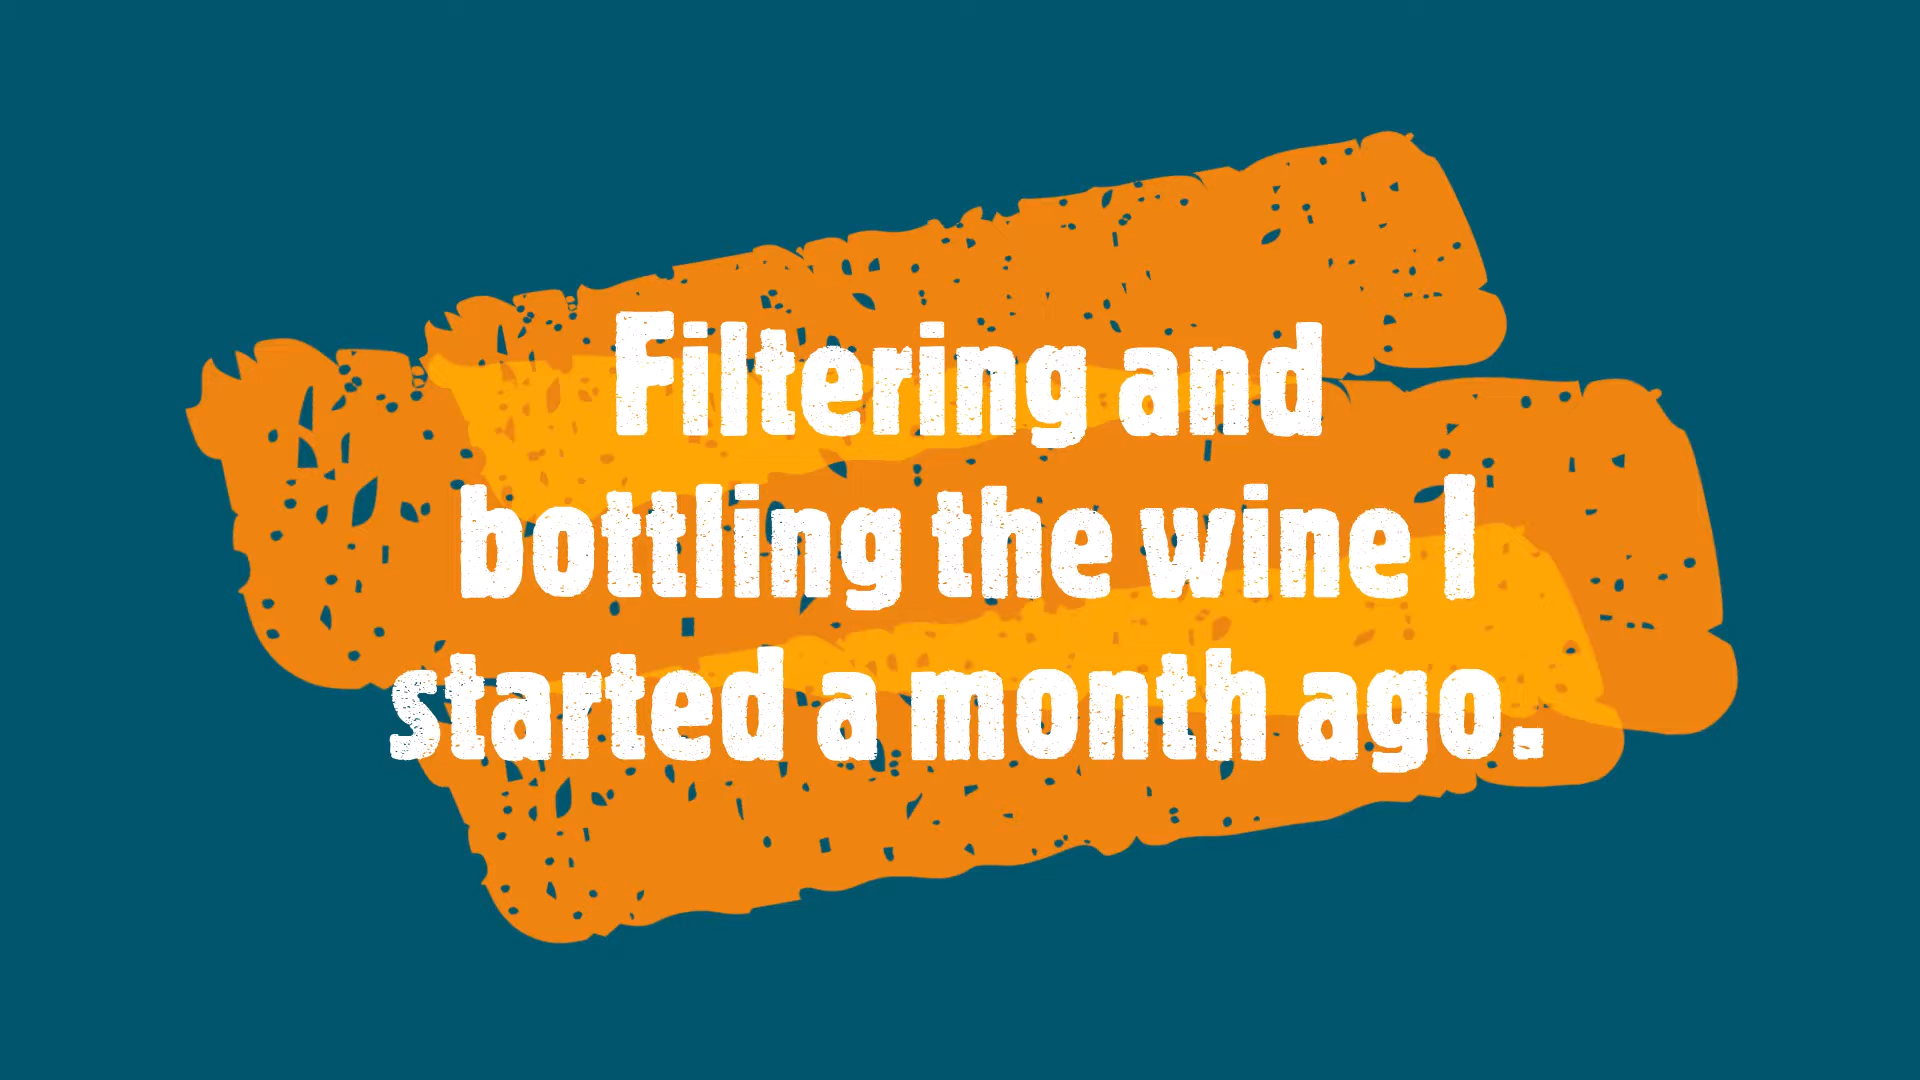 Filtering and
bottling the wine I
started a month ago.